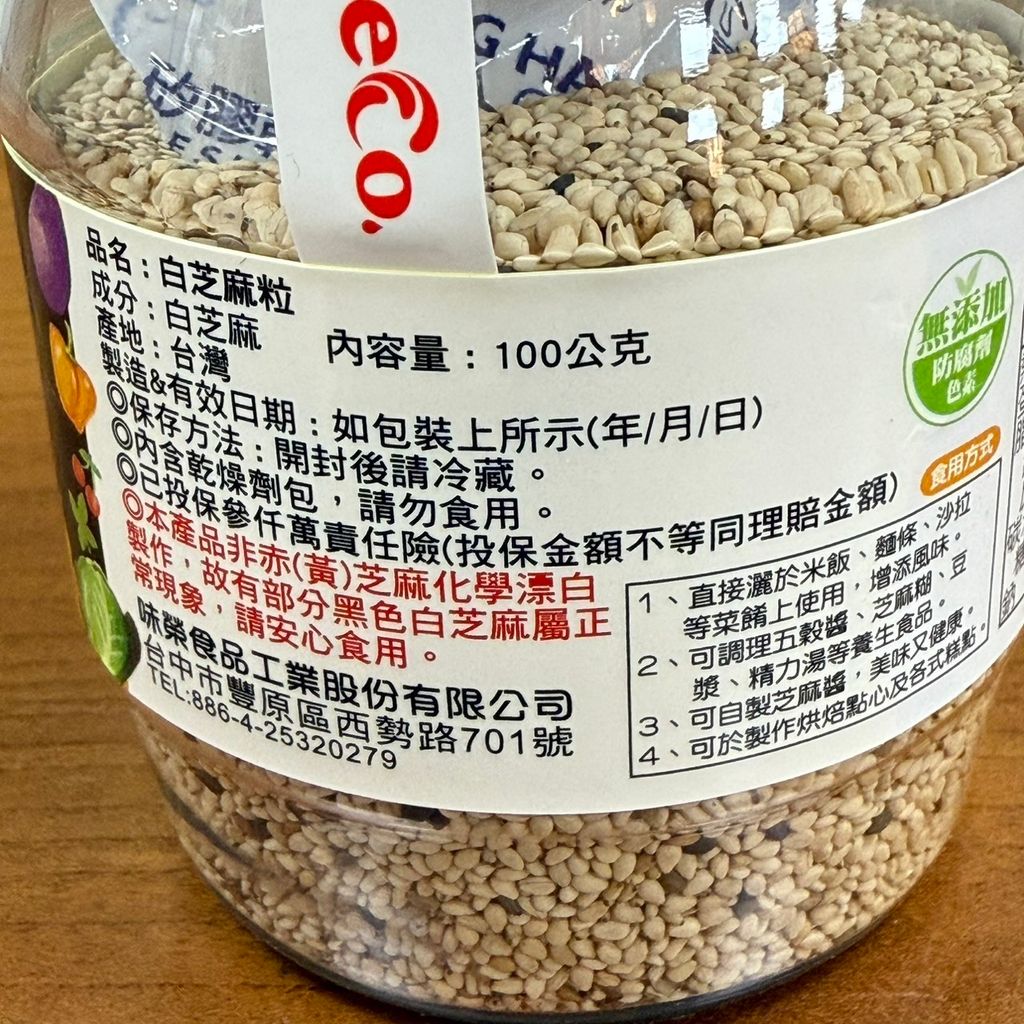 eCo.
品名：白芝麻粒
成分：白芝麻
產地：台灣
內容量：100公克
製造&有效日期：如包裝上所示(年/月/日)
◎保存方法：開封後請冷藏。
◎內含乾燥劑包，請勿食用。
◎已投保參仟萬責任險(投保金額不等同理賠金額)
◎本產品非赤(黃)芝麻化學漂白
製作，故有部分黑色白芝麻屬正
常現象，請安心食用。
味榮食品工業股份有限公司
台中市豐原區西勢路701號
TEL:886-4-25320279
無添加
防腐劑
色素
食用方式
1、直接灑於米飯、麵條、沙拉
等菜餚上使用，增添風味。
2、可調理五穀醬、芝麻糊、豆
漿、精力湯等養生食品。
3、可自製芝麻醬，美味又健康。
4、可於製作烘焙點心及各式糕點。